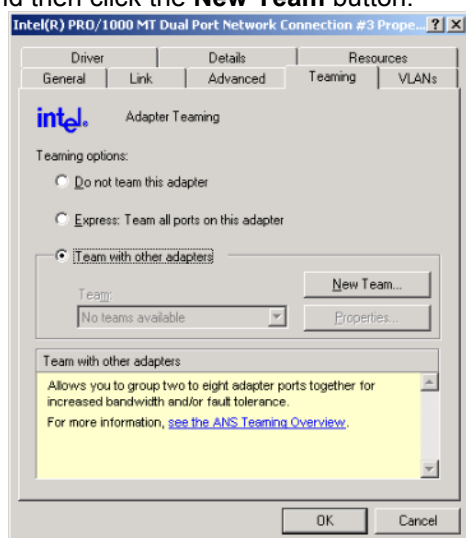 nd then click the New Team button.
Intel(R) PRO/1000 MT Dual Port Network Connection #3 Prope...
Driver Details Resources
General Link Advanced Teaming VLANs
intel® Adapter Teaming
Teaming options:
Do not team this adapter
Express: Team all ports on this adapter
Team with other adapters
New Team...
Team:
No teams available Properties...
Team with other adapters
Allows you to group two to eight adapter ports together for
increased bandwidth and/or fault tolerance.
For more information, see the ANS Teaming Overview.
OK Cancel